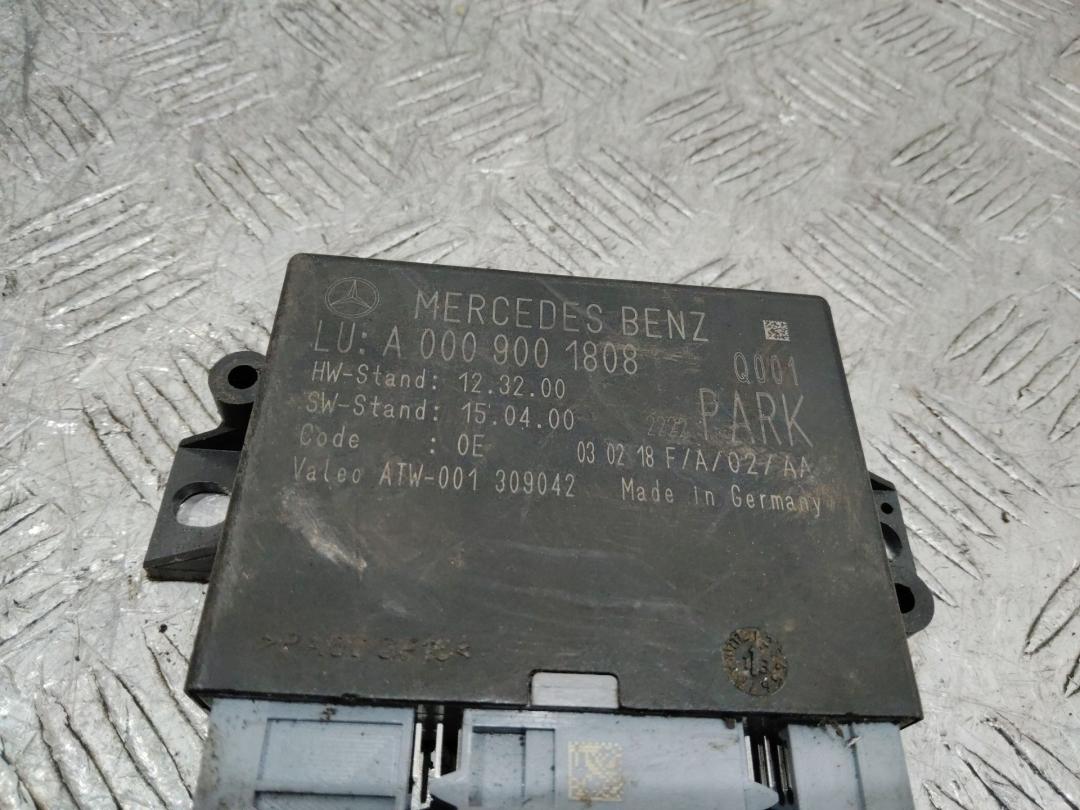 MERCEDES BENZ
LU: A 000 900 1808 Q001
HW-Stand: 12.32.00
SW-Stand: 15.04.00 2222 PARK
Code : 0E 03 02 18 F/A/02/AA
Valeo ATW-001 309042 Made in Germany